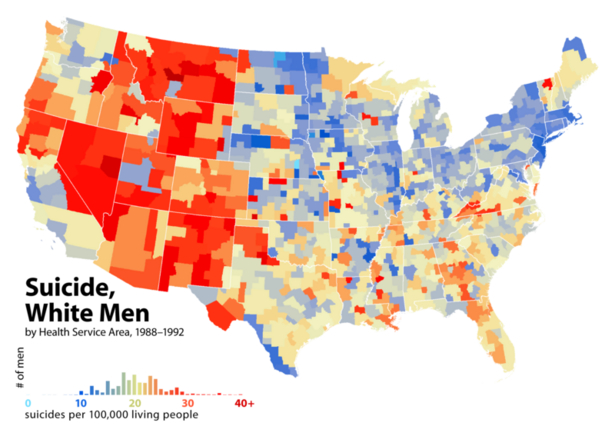 Suicide,
White Men
by Health Service Area, 1988–1992
# of men
0 10 20 30 40+
suicides per 100,000 living people